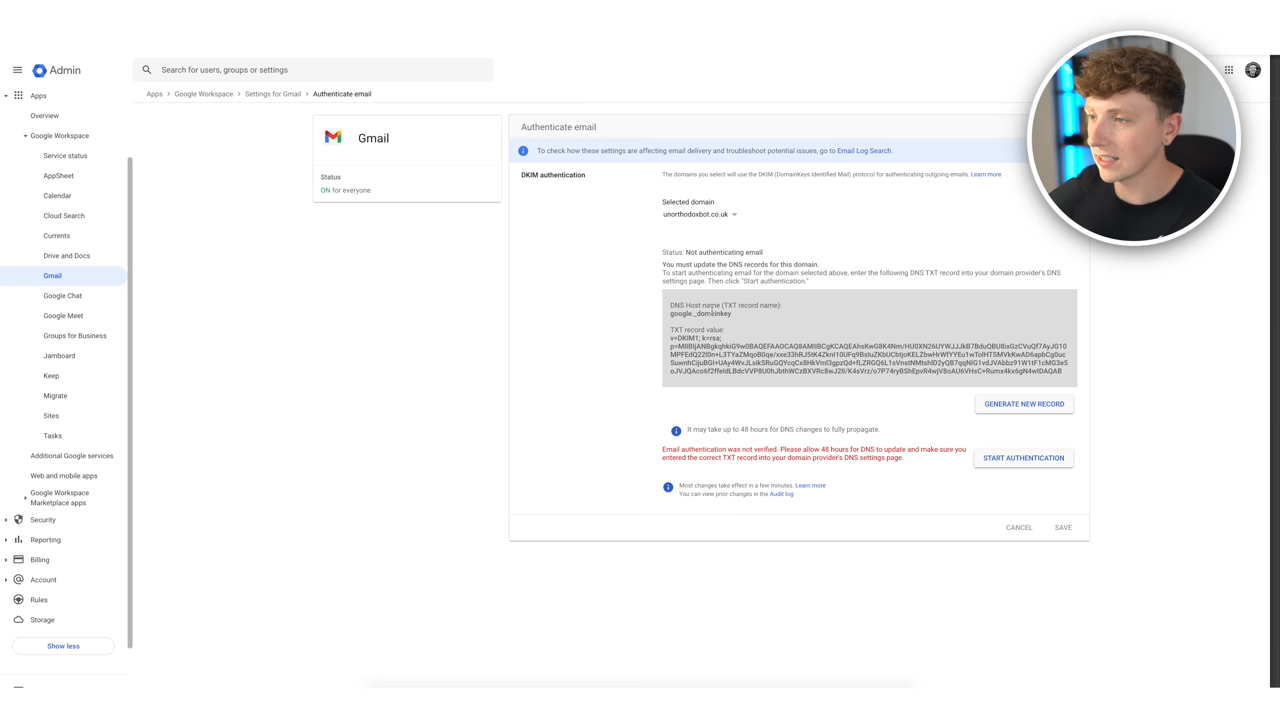 Admin
Search for users, groups or settings
Apps
Overview
Google Workspace
Service status
AppSheet
Calendar
Cloud Search
Currents
Drive and Docs
Gmail
Google Chat
Google Meet
Groups for Business
Jamboard
Keep
Migrate
Sites
Tasks
Additional Google services
Web and mobile apps
Google Workspace
Marketplace apps
Security
Reporting
Billing
Account
Rules
Storage
Show less
Apps > Google Workspace > Settings for Gmail > Authenticate email
Gmail
Status
ON for everyone
Authenticate email
To check how these settings are affecting email delivery and troubleshoot potential issues, go to Email Log Search.
DKIM authentication
The domains you select will use the DKIM (DomainKeys Identified Mail) protocol for authenticating outgoing emails. Learn more
Selected domain
unorthodoxbot.co.uk
Status: Not authenticating email
You must update the DNS records for this domain.
To start authenticating email for the domain selected above, enter the following DNS TXT record into your domain provider's DNS
settings page. Then click "Start authentication."
DNS Host name (TXT record name):
google._domainkey
TXT record value:
v=DKIM1; k=rsa;
GENERATE NEW RECORD
It may take up to 48 hours for DNS changes to fully propagate.
Email authentication was not verified. Please allow 48 hours for DNS to update and make sure you
entered the correct TXT record into your domain provider's DNS settings page.
START AUTHENTICATION
Most changes take effect in a few minutes. Learn more
You can view prior changes in the Audit log
CANCEL
SAVE